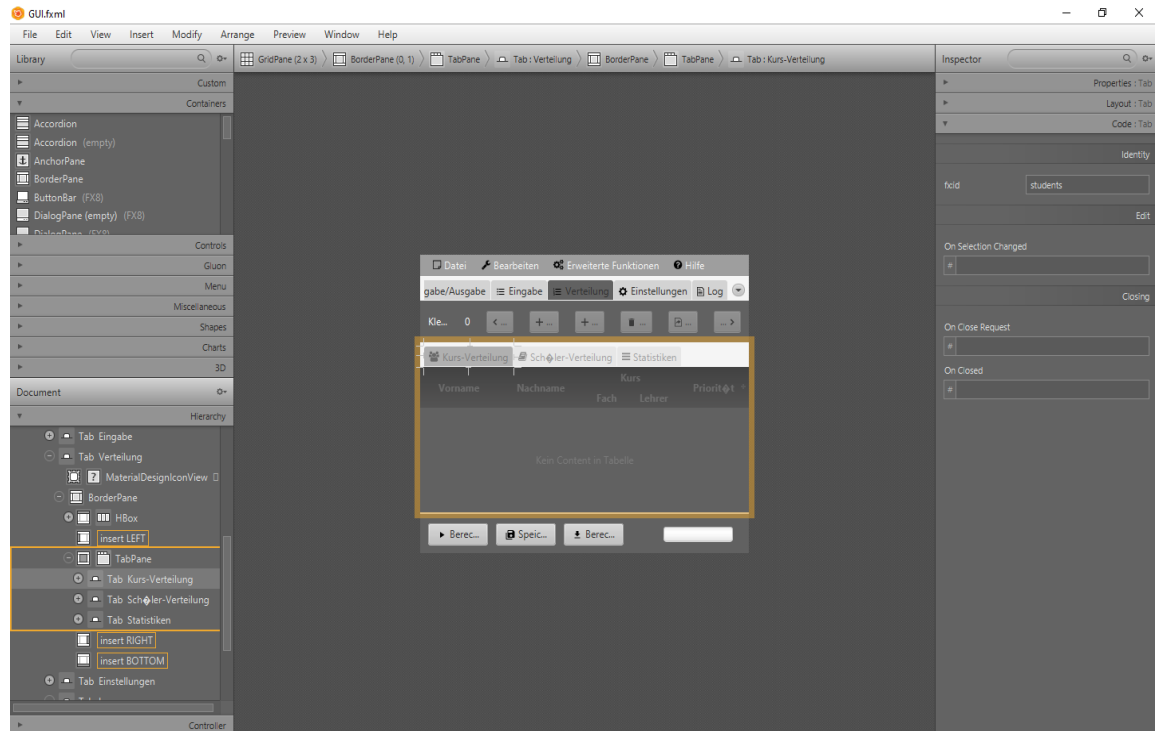 GUI.fxml
File Edit View Insert Modify Arrange Preview Window Help
Library
GridPane (2 x 3) BorderPane (0, 1) TabPane Tab : Verteilung BorderPane TabPane Tab : Kurs-Verteilung
Inspector
Custom
Containers
Accordion
Accordion (empty)
AnchorPane
BorderPane
ButtonBar (FX8)
DialogPane (empty) (FX8)
DialogPane (FX8)
Controls
Gluon
Menu
Miscellaneous
Shapes
Charts
3D
Document
Hierarchy
Tab Eingabe
Tab Verteilung
? MaterialDesignIconView
BorderPane
HBox
insert LEFT
TabPane
Tab Kurs-Verteilung
Tab Sch�ler-Verteilung
Tab Statistiken
insert RIGHT
insert BOTTOM
Tab Einstellungen
Controller
Datei Bearbeiten Erweiterte Funktionen Hilfe
gabe/Ausgabe Eingabe Verteilung Einstellungen Log
Kle... 0 < ... + ... + ... ... ... ... >
Kurs-Verteilung Sch�ler-Verteilung Statistiken
Vorname Nachname Kurs Priorit�t +
Fach Lehrer
Kein Content in Tabelle
Berec... Speic... Berec...
Properties : Tab
Layout : Tab
Code : Tab
Identity
fx:id students
Edit
On Selection Changed
#
Closing
On Close Request
#
On Closed
#